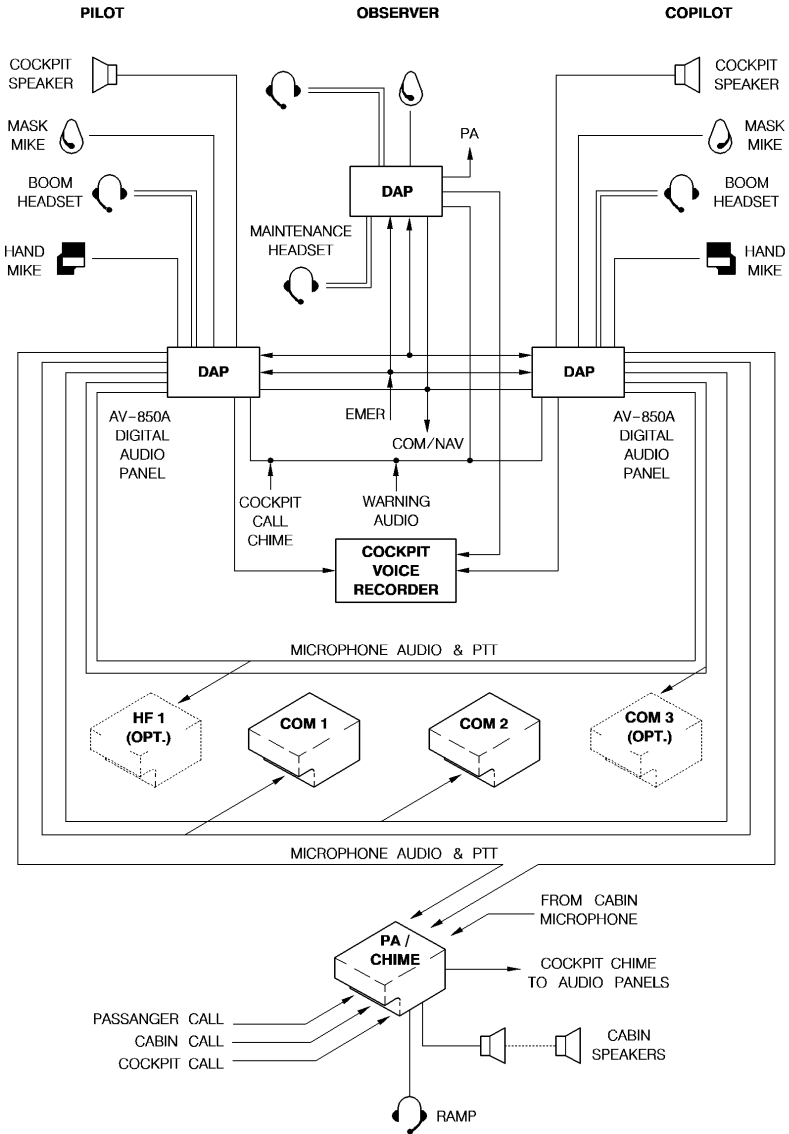 PILOT
OBSERVER
COPILOT
COCKPIT
SPEAKER
COCKPIT
SPEAKER
MASK
MIKE
PA
MASK
MIKE
BOOM
HEADSET
DAP
BOOM
HEADSET
MAINTENANCE
HEADSET
HAND
MIKE
HAND
MIKE
DAP
DAP
AV-850A
DIGITAL
AUDIO
PANEL
EMER
COM/NAV
AV-850A
DIGITAL
AUDIO
PANEL
COCKPIT
CALL
CHIME
WARNING
AUDIO
COCKPIT
VOICE
RECORDER
MICROPHONE AUDIO & PTT
HF 1
(OPT.)
COM 1
COM 2
COM 3
(OPT.)
MICROPHONE AUDIO & PTT
FROM CABIN
MICROPHONE
PA /
CHIME
COCKPIT CHIME
TO AUDIO PANELS
PASSANGER CALL
CABIN CALL
COCKPIT CALL
CABIN
SPEAKERS
RAMP